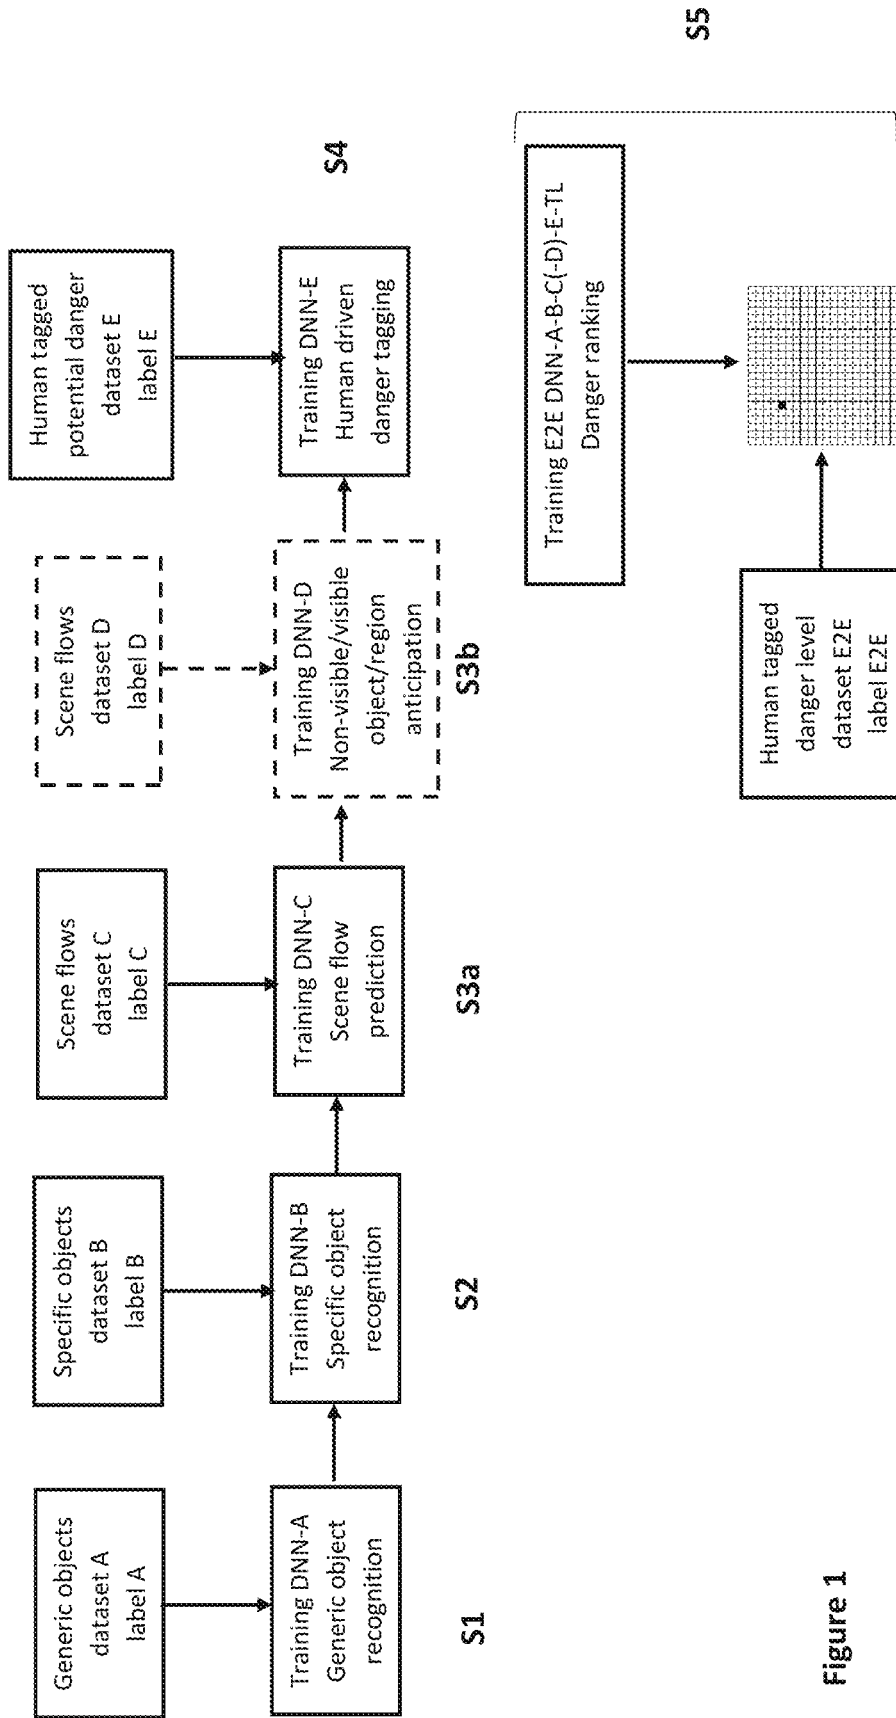 Generic objects
dataset A
label A
Specific objects
dataset B
label B
Scene flows
dataset C
label C
Scene flows
dataset D
label D
Human tagged
potential danger
dataset E
label E
Training DNN-A
Generic object
recognition
Training DNN-B
Specific object
recognition
Training DNN-C
Scene flow
prediction
Training DNN-D
Non-visible/visible
object/region
anticipation
Training DNN-E
Human driven
danger tagging
S1
S2
S3a
S3b
S4
Training E2E DNN-A-B-C(-D)-E-TL
Danger ranking
Human tagged
danger level
dataset E2E
label E2E
S5
Figure 1